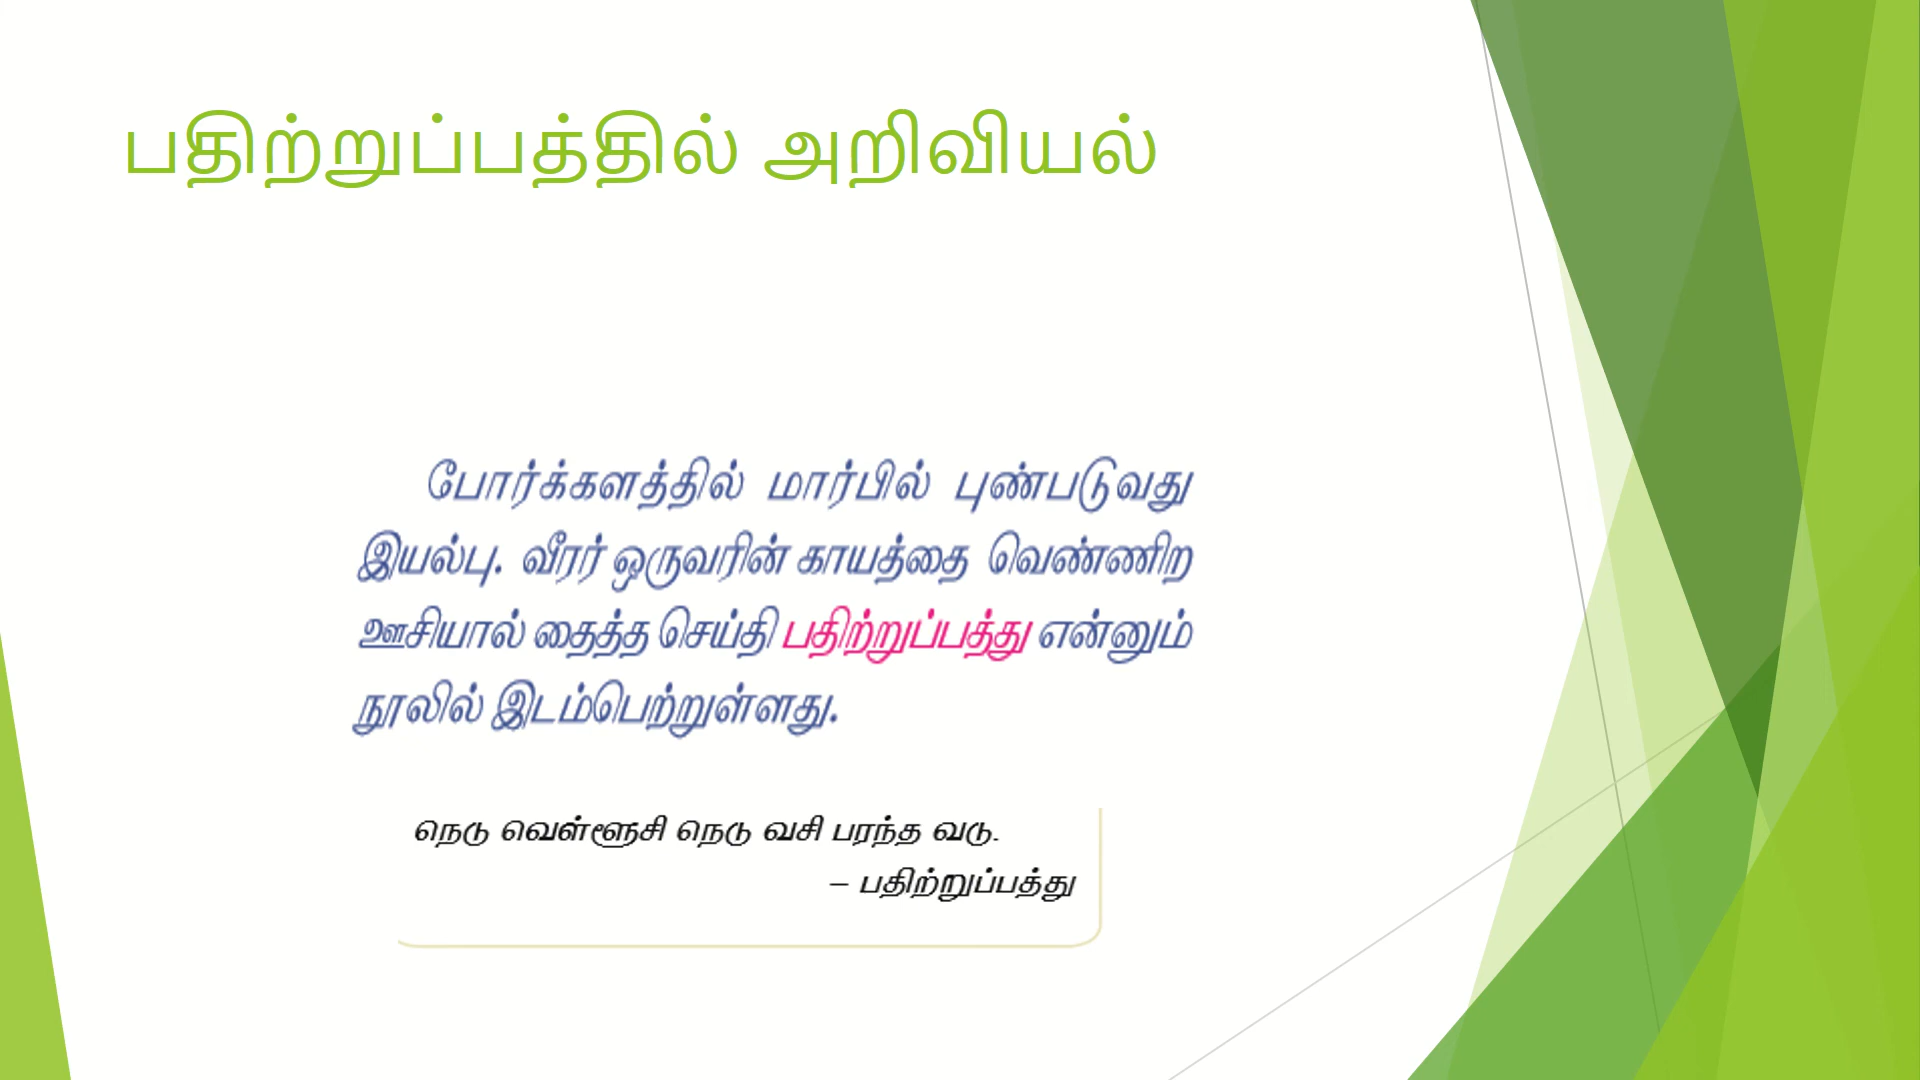 பதிற்றுப்பத்தில் அறிவியல்
போர்க்களத்தில் மார்பில் புண்படுவது
இயல்பு. வீரர் ஒருவரின் காயத்தை வெண்ணிற
ஊசியால் தைத்த செய்தி பதிற்றுப்பத்து என்னும்
நூலில் இடம்பெற்றுள்ளது.
நெடு வெள்ளூசி நெடு வசி பரந்த வடு.
– பதிற்றுப்பத்து